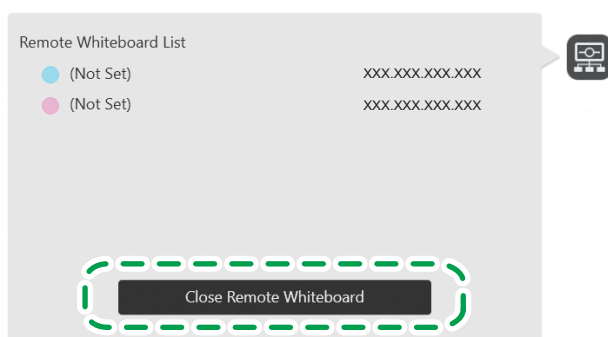 Remote Whiteboard List
(Not Set) XXX.XXX.XXX.XXX
(Not Set) XXX.XXX.XXX.XXX
Close Remote Whiteboard